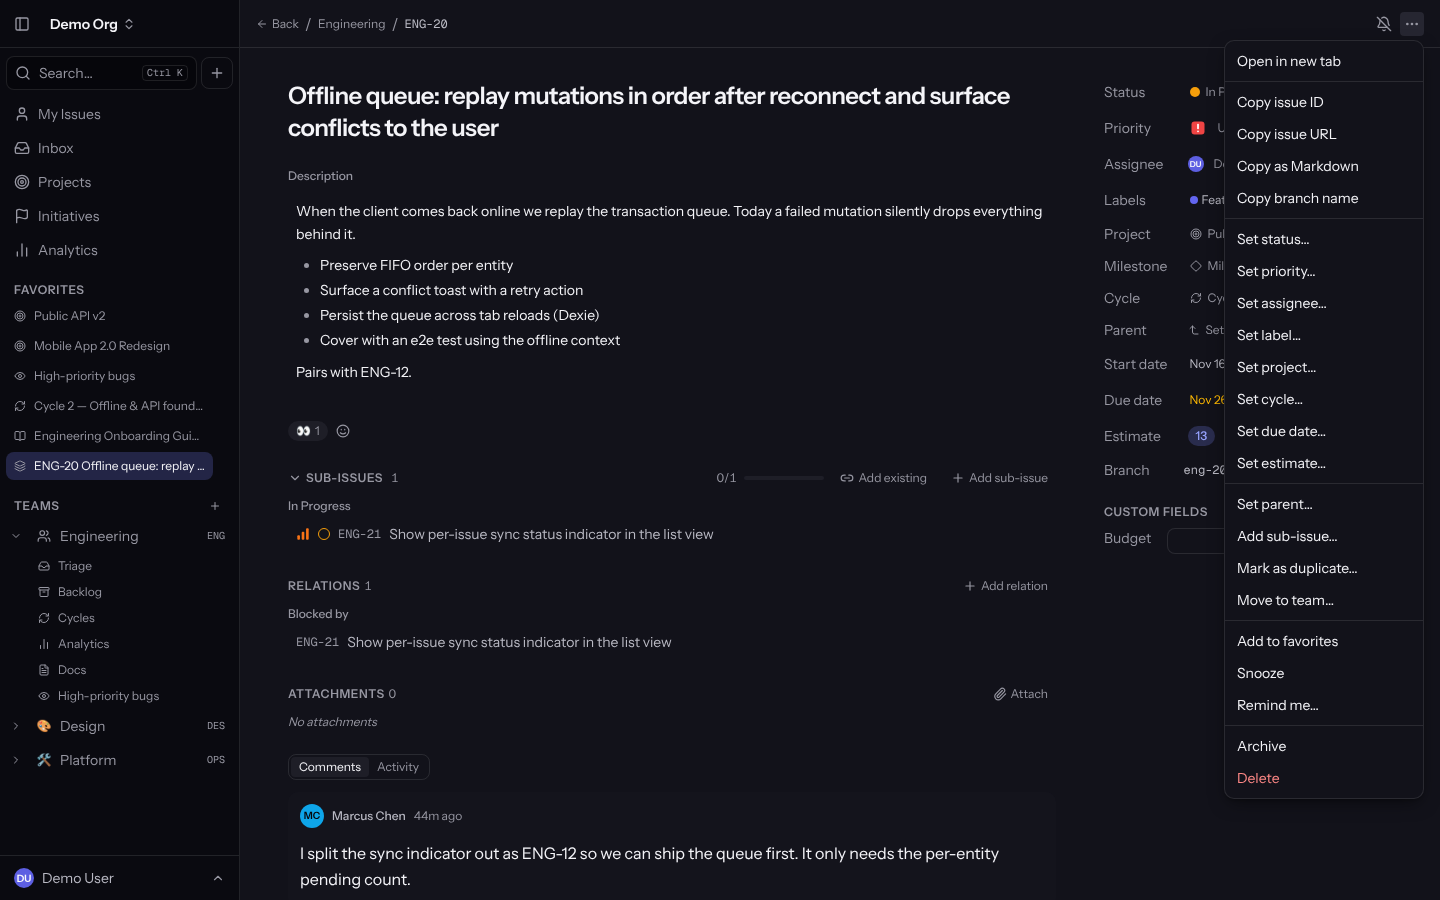 Demo Org
Search...
Ctrl K
My Issues
Inbox
Projects
Initiatives
Analytics
FAVORITES
Public API v2
Mobile App 2.0 Redesign
High-priority bugs
Cycle 2 — Offline & API found...
Engineering Onboarding Gui...
ENG-20 Offline queue: replay ...
TEAMS
Engineering ENG
Triage
Backlog
Cycles
Analytics
Docs
High-priority bugs
Design DES
Platform OPS
DU Demo User
Back / Engineering / ENG-20
Offline queue: replay mutations in order after reconnect and surface
conflicts to the user
Description
When the client comes back online we replay the transaction queue. Today a failed mutation silently drops everything
behind it.
Preserve FIFO order per entity
Surface a conflict toast with a retry action
Persist the queue across tab reloads (Dexie)
Cover with an e2e test using the offline context
Pairs with ENG-12.
1
SUB-ISSUES 1
0/1
Add existing
Add sub-issue
In Progress
ENG-21 Show per-issue sync status indicator in the list view
RELATIONS 1
Add relation
Blocked by
ENG-21 Show per-issue sync status indicator in the list view
ATTACHMENTS 0
Attach
No attachments
Comments
Activity
MC Marcus Chen 44m ago
I split the sync indicator out as ENG-12 so we can ship the queue first. It only needs the per-entity
pending count.
Status
Priority
Assignee DU
Labels
Project
Milestone
Cycle
Parent Set
Start date Nov 16
Due date Nov 26
Estimate 13
Branch eng-20
CUSTOM FIELDS
Budget
Open in new tab
Copy issue ID
Copy issue URL
Copy as Markdown
Copy branch name
Set status...
Set priority...
Set assignee...
Set label...
Set project...
Set cycle...
Set due date...
Set estimate...
Set parent...
Add sub-issue...
Mark as duplicate...
Move to team...
Add to favorites
Snooze
Remind me...
Archive
Delete